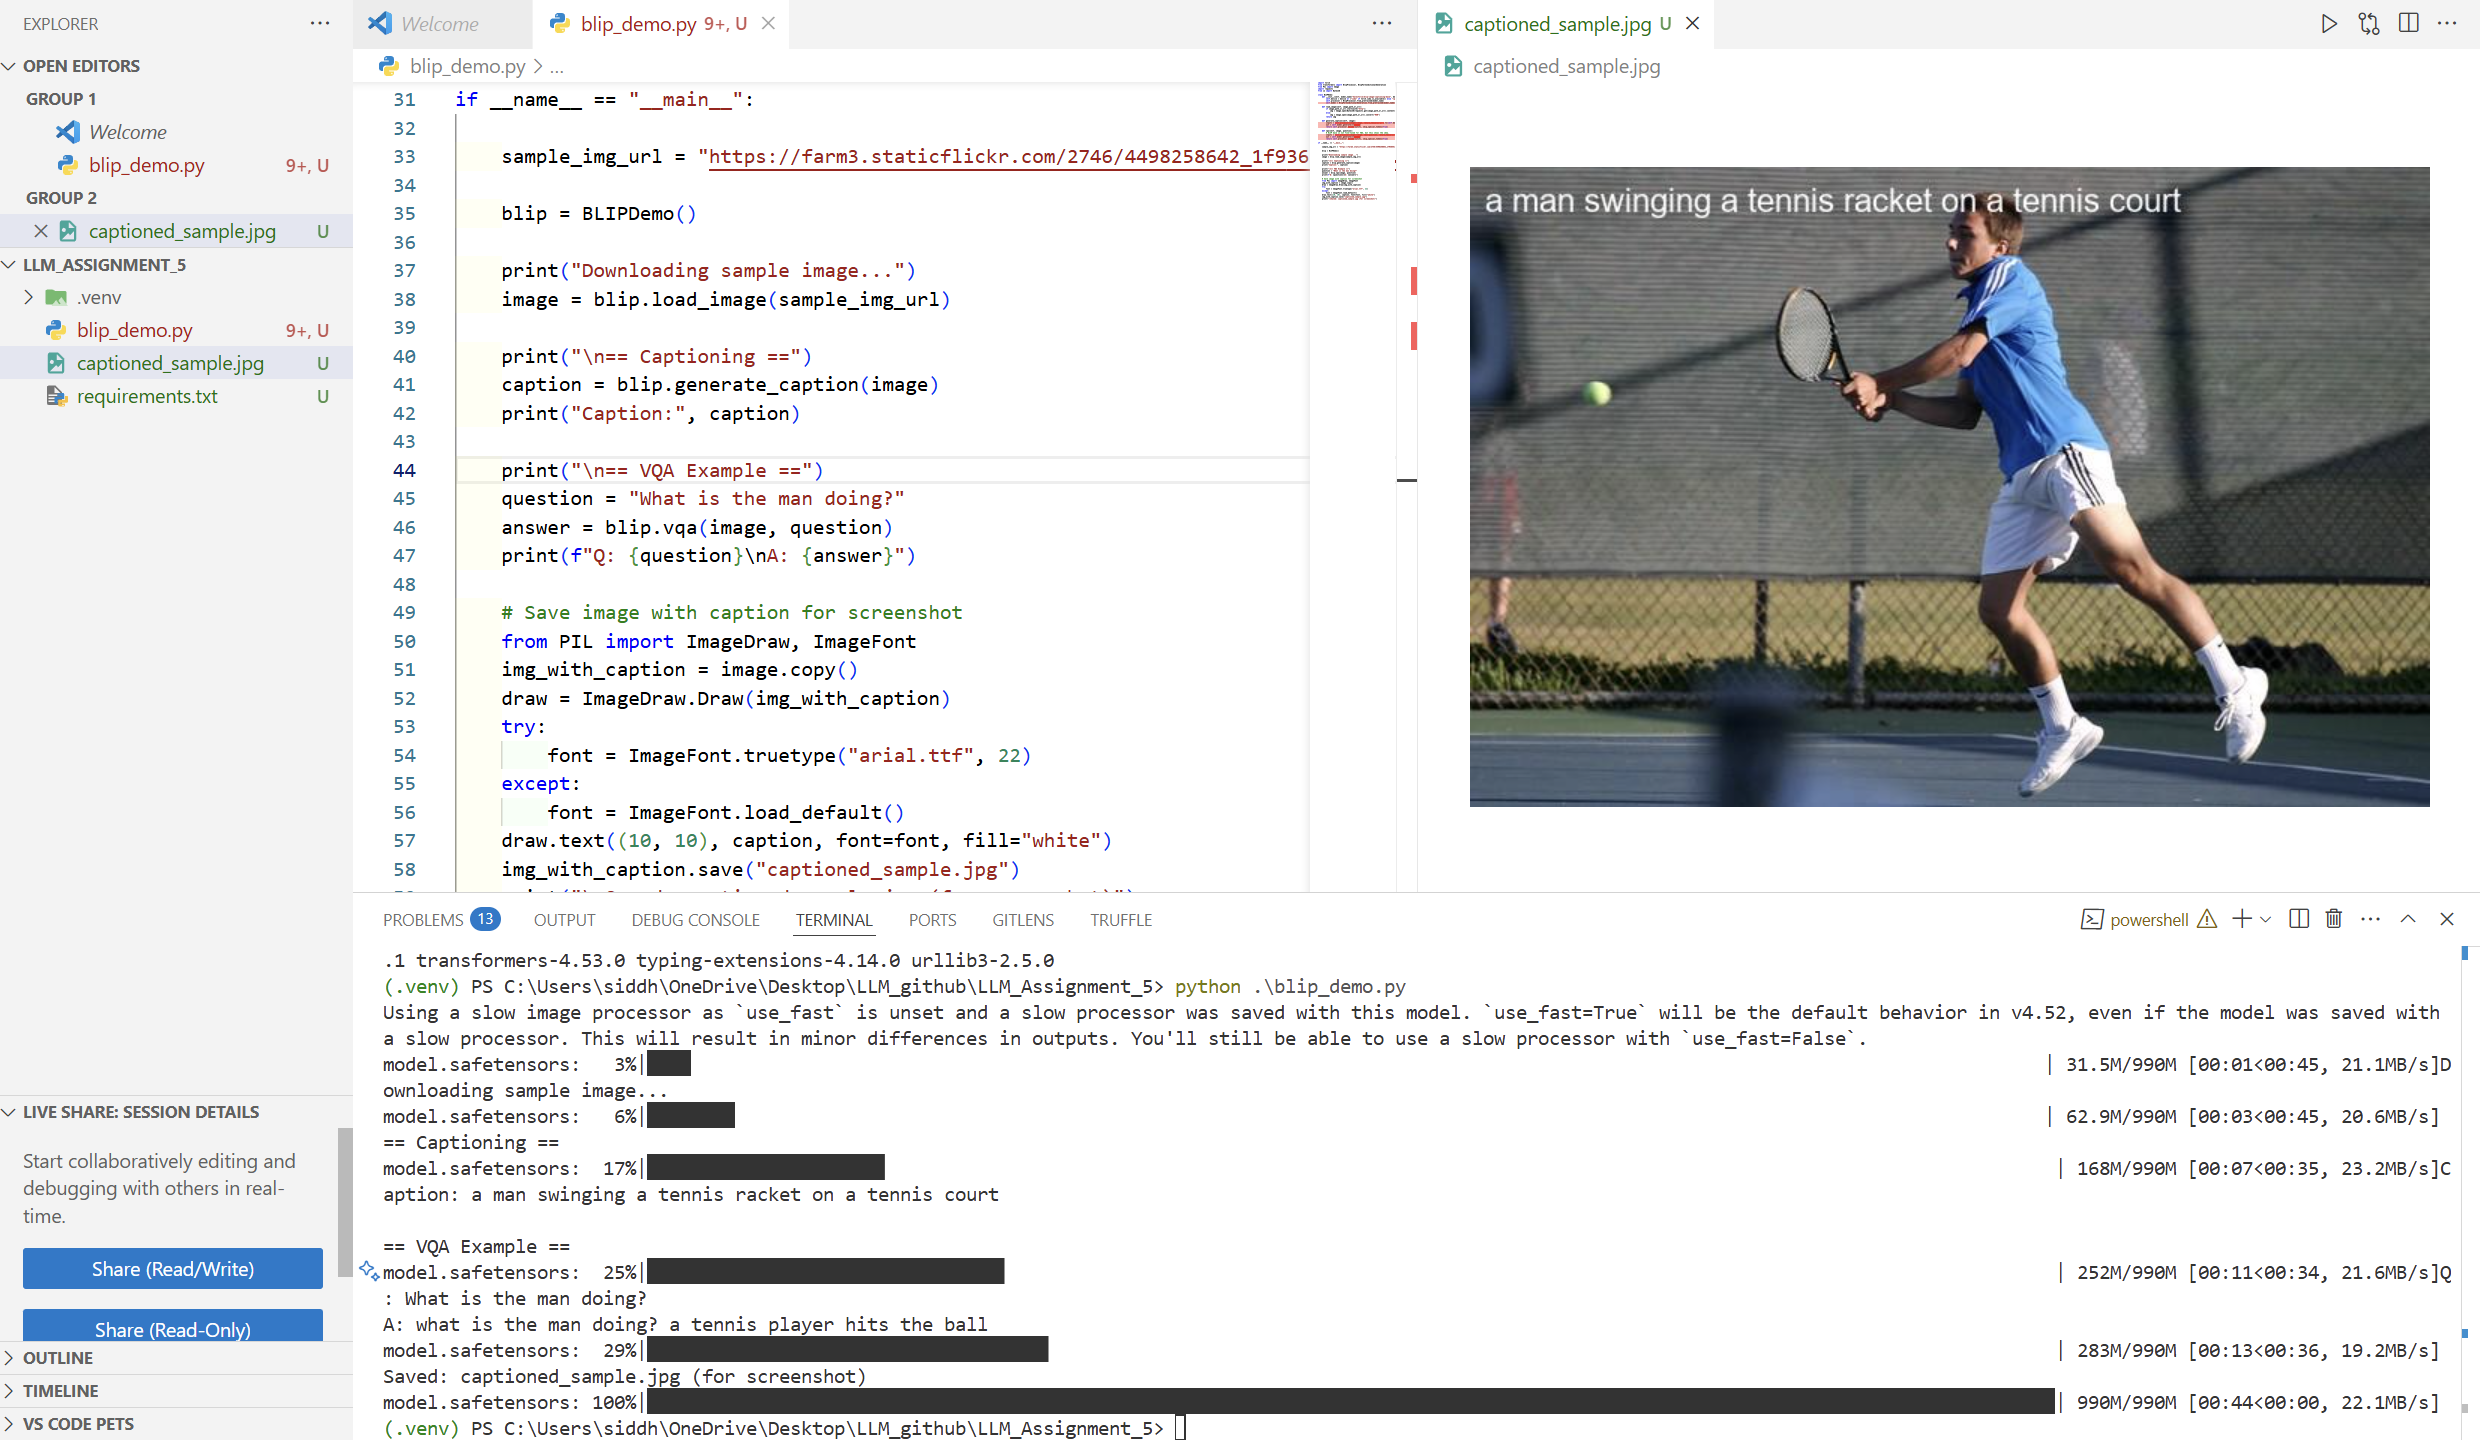 EXPLORER
OPEN EDITORS
GROUP 1
Welcome
blip_demo.py 9+, U
GROUP 2
captioned_sample.jpg U
LLM_ASSIGNMENT_5
.venv
blip_demo.py 9+, U
captioned_sample.jpg U
requirements.txt U
LIVE SHARE: SESSION DETAILS
Start collaboratively editing and
debugging with others in real-
time.
Share (Read/Write)
Share (Read-Only)
OUTLINE
TIMELINE
VS CODE PETS
Welcome
blip_demo.py 9+, U
blip_demo.py > ...
31 if __name__ == "__main__":
32
33 sample_img_url = "https://farm3.staticflickr.com/2746/4498258642_1f936
34
35 blip = BLIPDemo()
36
37 print("Downloading sample image...")
38 image = blip.load_image(sample_img_url)
39
40 print("\n== Captioning ==")
41 caption = blip.generate_caption(image)
42 print("Caption:", caption)
43
44 print("\n== VQA Example ==")
45 question = "What is the man doing?"
46 answer = blip.vqa(image, question)
47 print(f"Q: {question}\nA: {answer}")
48
49 # Save image with caption for screenshot
50 from PIL import ImageDraw, ImageFont
51 img_with_caption = image.copy()
52 draw = ImageDraw.Draw(img_with_caption)
53 try:
54 font = ImageFont.truetype("arial.ttf", 22)
55 except:
56 font = ImageFont.load_default()
57 draw.text((10, 10), caption, font=font, fill="white")
58 img_with_caption.save("captioned_sample.jpg")
captioned_sample.jpg U
captioned_sample.jpg
a man swinging a tennis racket on a tennis court
PROBLEMS 13 OUTPUT DEBUG CONSOLE TERMINAL PORTS GITLENS TRUFFLE
powershell
.1 transformers-4.53.0 typing-extensions-4.14.0 urllib3-2.5.0
(.venv) PS C:\Users\siddh\OneDrive\Desktop\LLM_github\LLM_Assignment_5> python .\blip_demo.py
Using a slow image processor as `use_fast` is unset and a slow processor was saved with this model. `use_fast=True` will be the default behavior in v4.52, even if the model was saved with
a slow processor. This will result in minor differences in outputs. You'll still be able to use a slow processor with `use_fast=False`.
model.safetensors: 3%| | 31.5M/990M [00:01<00:45, 21.1MB/s]D
ownloading sample image...
model.safetensors: 6%| | 62.9M/990M [00:03<00:45, 20.6MB/s]
== Captioning ==
model.safetensors: 17%| | 168M/990M [00:07<00:35, 23.2MB/s]C
aption: a man swinging a tennis racket on a tennis court
== VQA Example ==
model.safetensors: 25%| | 252M/990M [00:11<00:34, 21.6MB/s]Q
: What is the man doing?
A: what is the man doing? a tennis player hits the ball
model.safetensors: 29%| | 283M/990M [00:13<00:36, 19.2MB/s]
Saved: captioned_sample.jpg (for screenshot)
model.safetensors: 100%| | 990M/990M [00:44<00:00, 22.1MB/s]
(.venv) PS C:\Users\siddh\OneDrive\Desktop\LLM_github\LLM_Assignment_5>